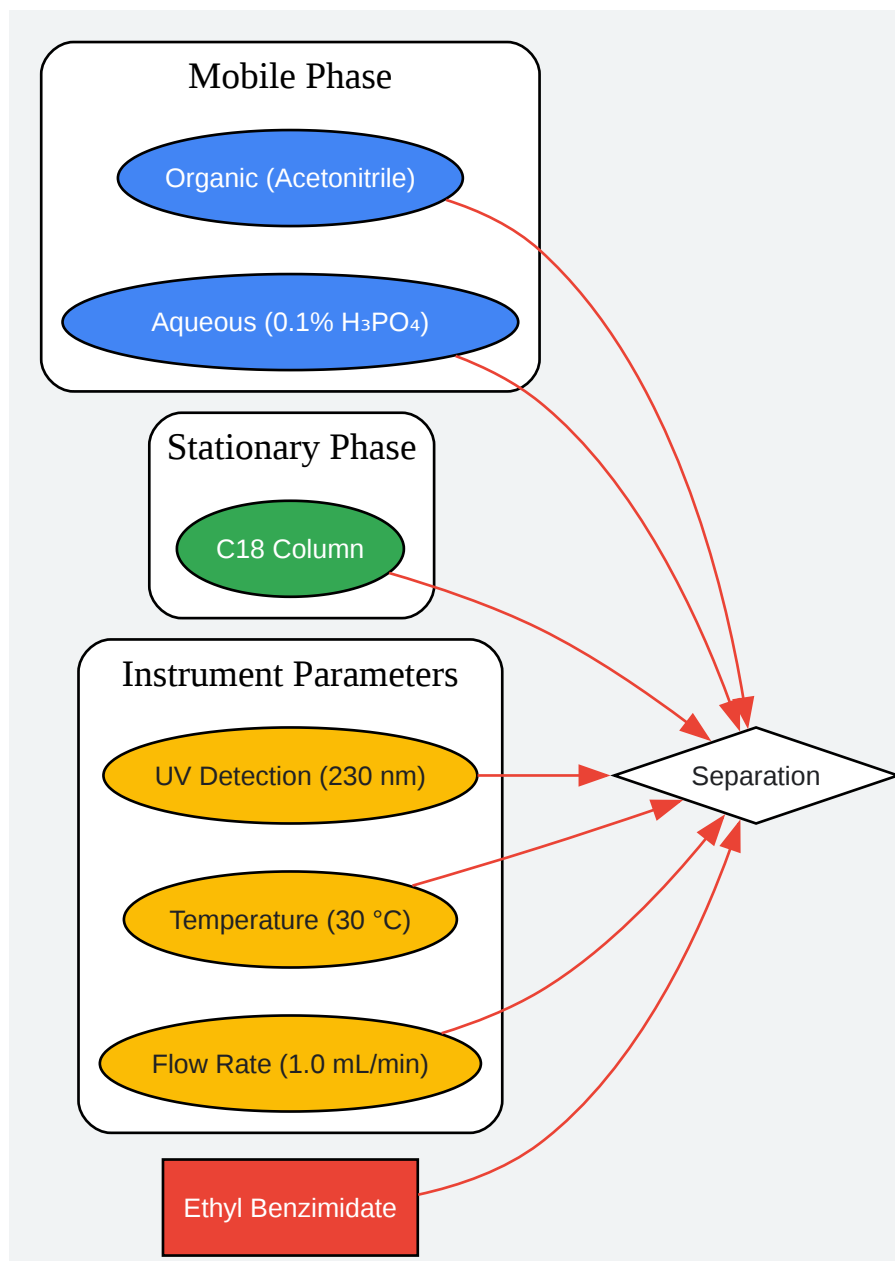 Mobile Phase
Organic (Acetonitrile)
Aqueous (0.1% H₃PO₄)
Stationary Phase
C18 Column
Instrument Parameters
UV Detection (230 nm)
Separation
Temperature (30 °C)
Flow Rate (1.0 mL/min)
Ethyl Benzimidate